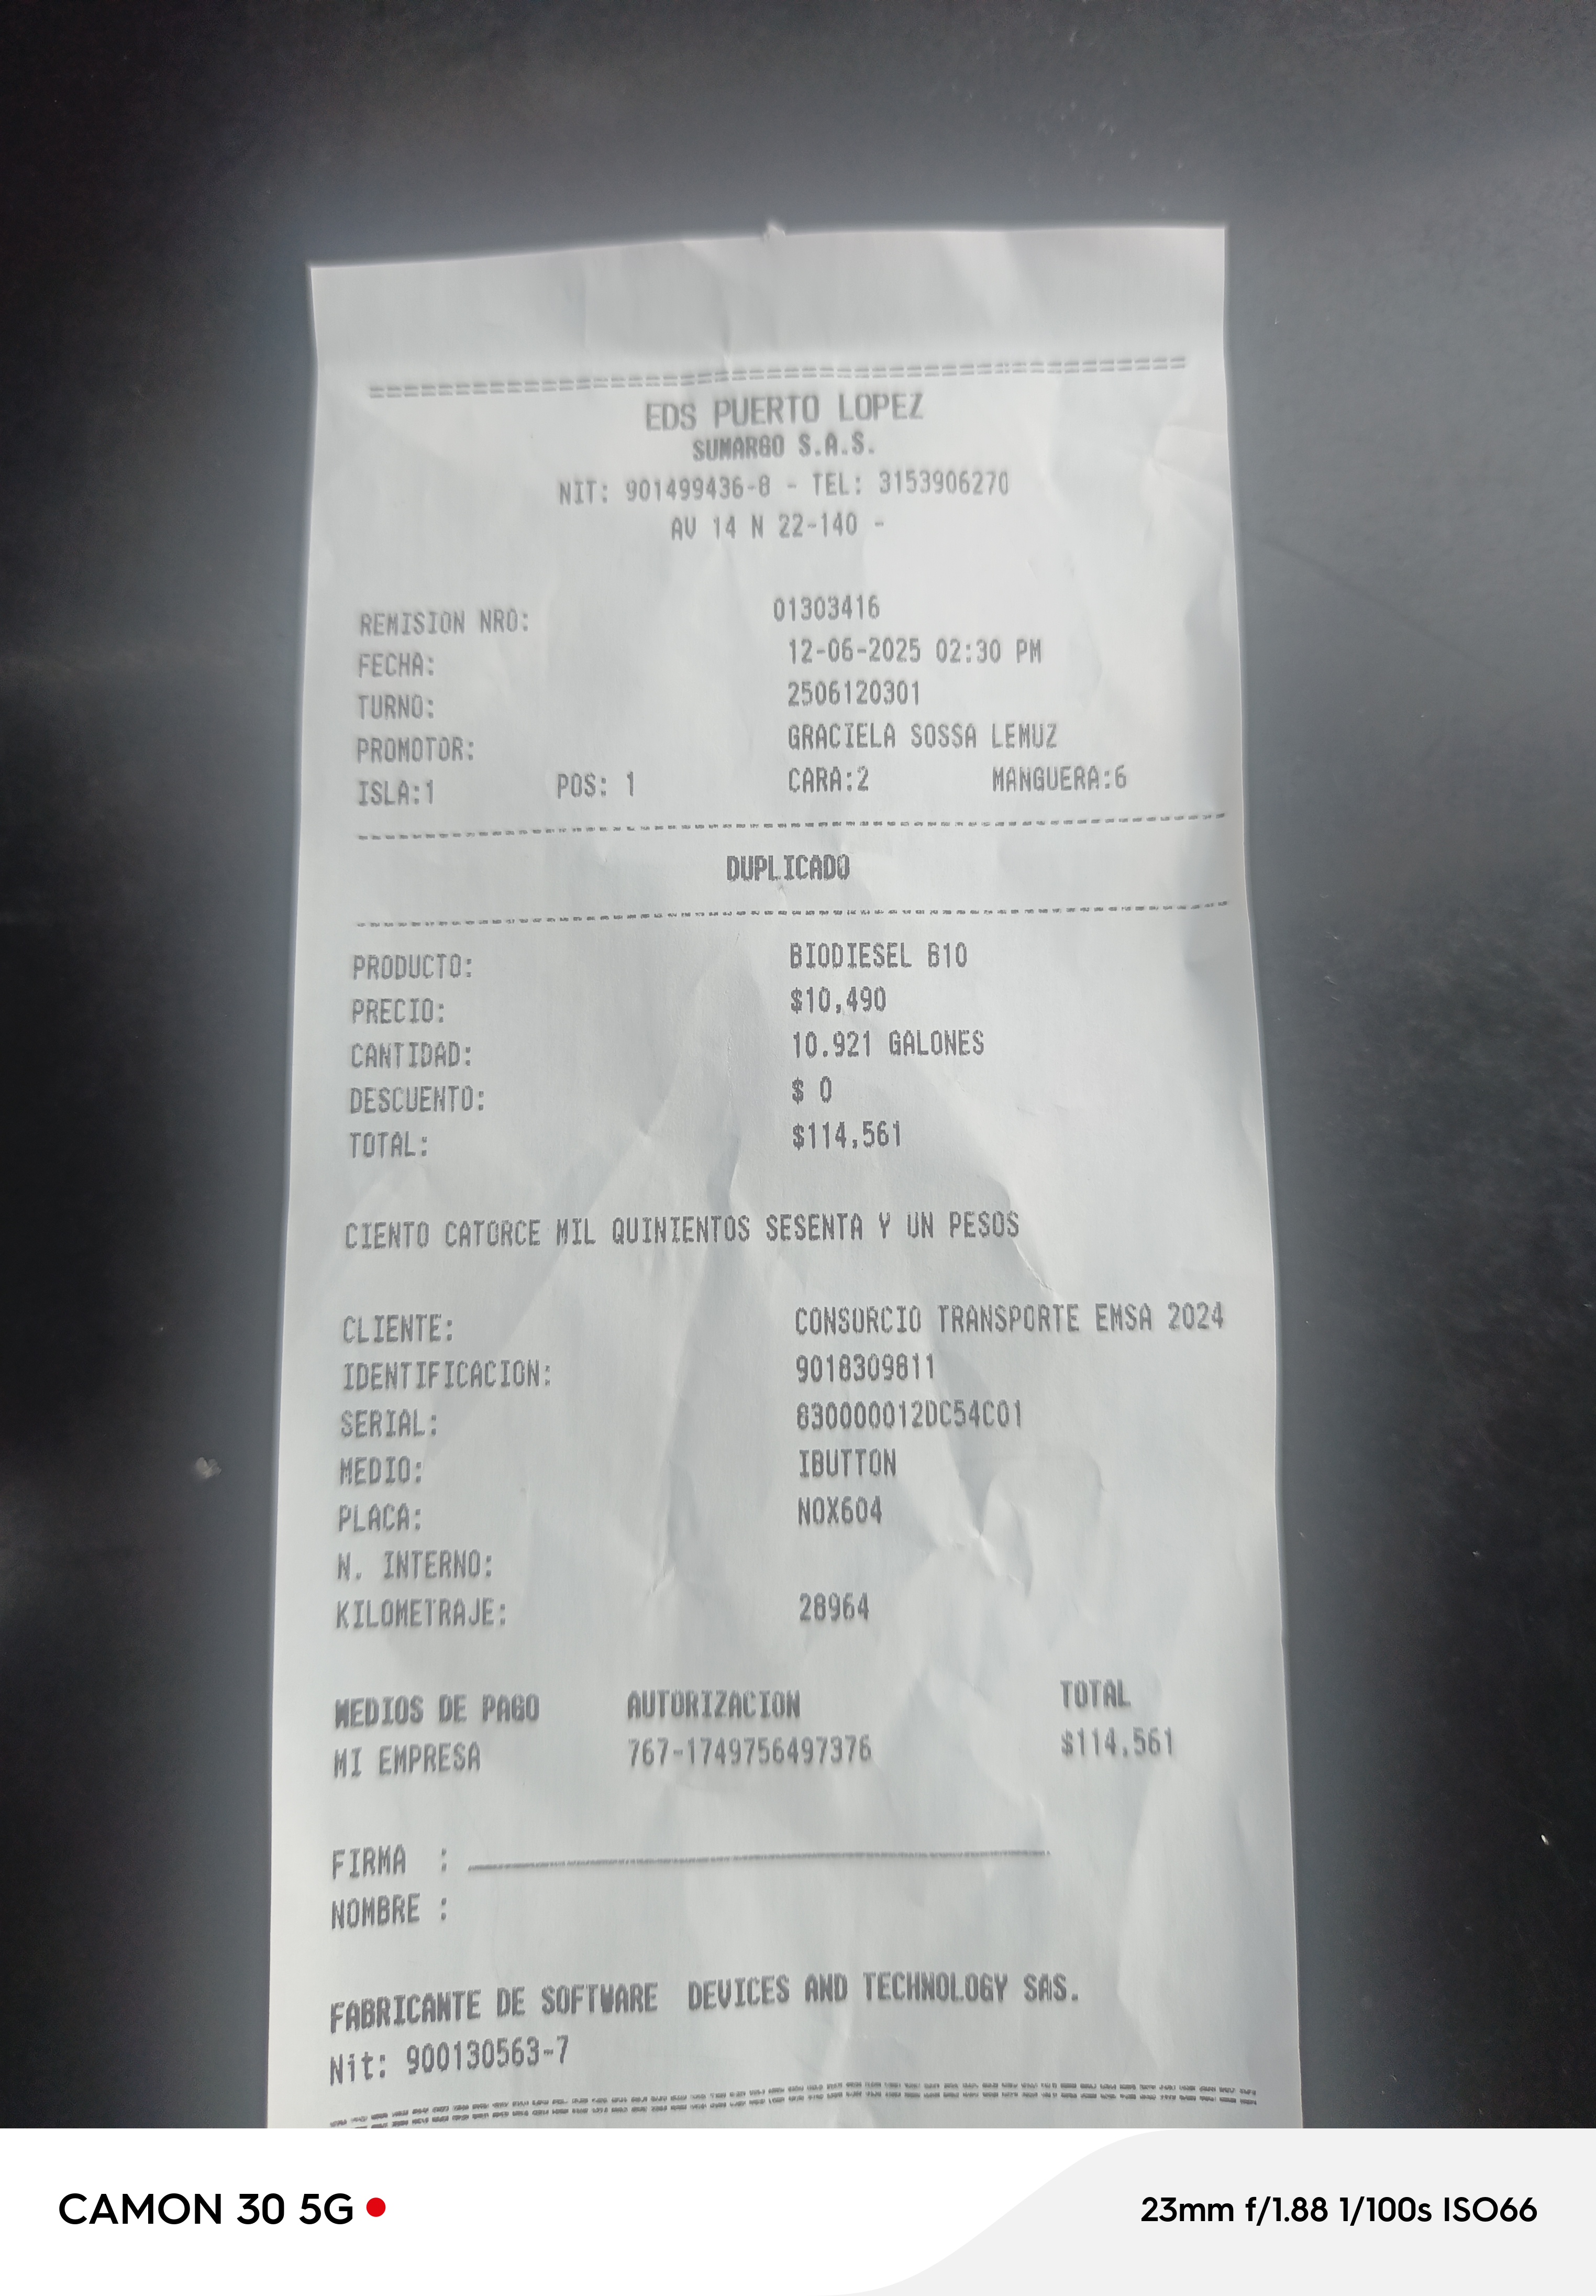 ================================================
EDS PUERTO LOPEZ
SUMARGO S.A.S.
NIT: 901499436-8 - TEL: 3153906270
AV 14 N 22-140 -
REMISION NRO: 01303416
FECHA: 12-06-2025 02:30 PM
TURNO: 2506120301
PROMOTOR: GRACIELA SOSSA LEMUZ
ISLA:1 POS: 1 CARA:2 MANGUERA:6
------------------------------------------------
DUPLICADO
------------------------------------------------
PRODUCTO: BIODIESEL B10
PRECIO: $10,490
CANTIDAD: 10.921 GALONES
DESCUENTO: $ 0
TOTAL: $114,561
CIENTO CATORCE MIL QUINIENTOS SESENTA Y UN PESOS
CLIENTE: CONSORCIO TRANSPORTE EMSA 2024
IDENTIFICACION: 9018309811
SERIAL: 830000012DC54C01
MEDIO: IBUTTON
PLACA: NOX604
N. INTERNO:
KILOMETRAJE: 28964
MEDIOS DE PAGO AUTORIZACION TOTAL
MI EMPRESA 767-1749756497376 $114,561
FIRMA : ________________________________
NOMBRE :
FABRICANTE DE SOFTWARE DEVICES AND TECHNOLOGY SAS.
Nit: 900130563-7
================================================
CAMON 30 5G
23mm f/1.88 1/100s ISO66